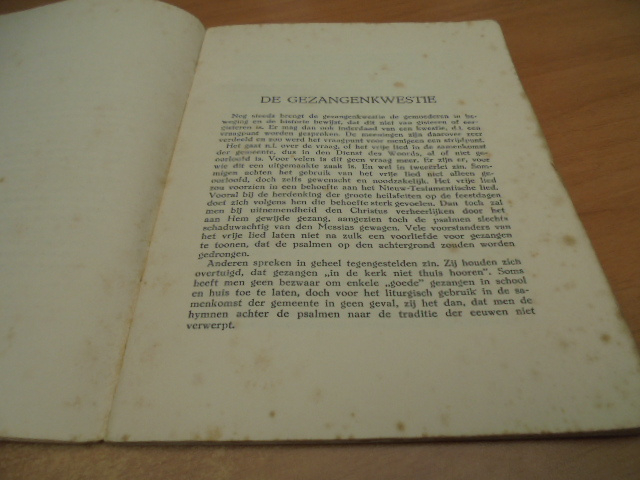 DE GEZANGENKWESTIE
Nog steeds brengt de gezangenkwestie de gemoederen in be-
weging en de historie bewijst, dat dit niet van gisteren of eer-
gisteren is. Er mag dan ook inderdaad van een kwestie, d.i. een
vraagpunt worden gesproken. De meeningen zijn daarover zeer
verdeeld en zoo werd het vraagpunt voor menigeen een strijdpunt.
Het gaat n.l. over de vraag, of het vrije lied in de samenkomst
der gemeente, dus in den Dienst des Woords, al of niet ge-
oorloofd is. Voor velen is dit geen vraag meer. Er zijn er, voor
wie dit een uitgemaakte zaak is. En wel in tweeërlei zin. Som-
migen achten het gebruik van het vrije lied niet alleen ge-
oorloofd, doch zelfs gewenscht en noodzakelijk. Het vrije lied
zou voorzien in een behoefte aan het Nieuw-Testamentische lied.
Vooral bij de herdenking der groote heilsfeiten op de feestdagen
doet zich volgens hen die behoefte sterk gevoelen. Dan toch zal
men bij uitnemendheid den Christus verheerlijken door het
aan Hem gewijde gezang, aangezien toch de psalmen slechts
schaduwachtig van den Messias gewagen. Vele voorstanders van
het vrije lied laten niet na zulk een voorliefde voor gezangen
te toonen, dat de psalmen op den achtergrond zouden worden
gedrongen.
Anderen spreken in geheel tegengestelden zin. Zij houden zich
overtuigd, dat gezangen „in de kerk niet thuis hooren". Soms
heeft men geen bezwaar om enkele „goede" gezangen in school
en huis toe te laten, doch voor het liturgisch gebruik in de sa-
menkomst der gemeente in geen geval, zij het dan, dat men de
hymnen achter de psalmen naar de traditie der eeuwen niet
verwerpt.